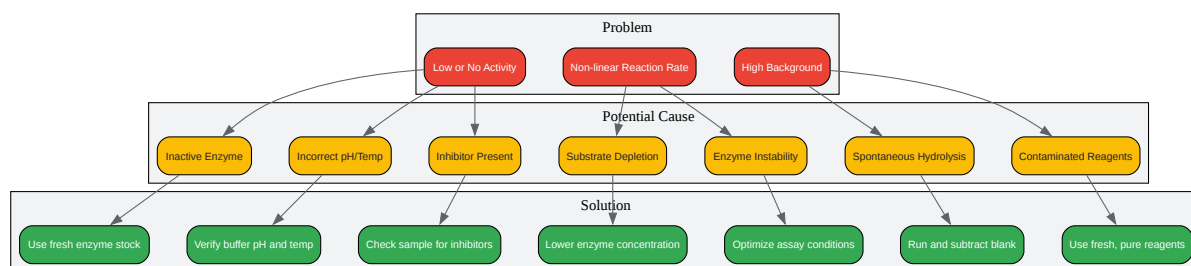 Problem
Low or No Activity
Non-linear Reaction Rate
High Background
Potential Cause
Inactive Enzyme
Incorrect pH/Temp
Inhibitor Present
Substrate Depletion
Enzyme Instability
Spontaneous Hydrolysis
Contaminated Reagents
Solution
Use fresh enzyme stock
Verify buffer pH and temp
Check sample for inhibitors
Lower enzyme concentration
Optimize assay conditions
Run and subtract blank
Use fresh, pure reagents